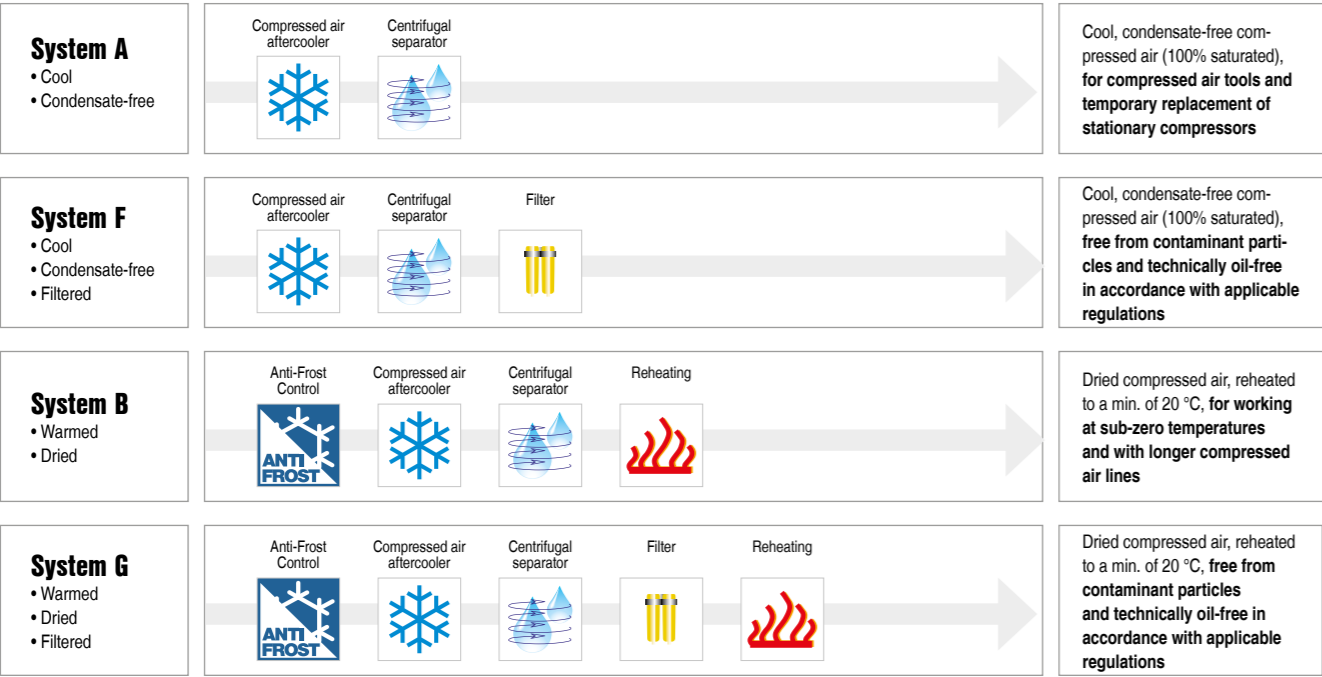 System A
• Cool
• Condensate-free
Compressed air
aftercooler
Centrifugal
separator
Cool, condensate-free com-
pressed air (100% saturated),
for compressed air tools and
temporary replacement of
stationary compressors
System F
• Cool
• Condensate-free
• Filtered
Compressed air
aftercooler
Centrifugal
separator
Filter
Cool, condensate-free com-
pressed air (100% saturated),
free from contaminant parti-
cles and technically oil-free
in accordance with applicable
regulations
System B
• Warmed
• Dried
Anti-Frost
Control
ANTI
FROST
Compressed air
aftercooler
Centrifugal
separator
Reheating
Dried compressed air, reheated
to a min. of 20 °C, for working
at sub-zero temperatures
and with longer compressed
air lines
System G
• Warmed
• Dried
• Filtered
Anti-Frost
Control
ANTI
FROST
Compressed air
aftercooler
Centrifugal
separator
Filter
Reheating
Dried compressed air, reheated
to a min. of 20 °C, free from
contaminant particles
and technically oil-free in
accordance with applicable
regulations